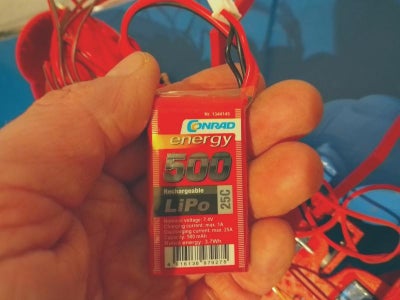 Nr. 1344145
CONRAD
energy
500
Rechargeable
LiPo 25C
Nominal voltage: 7.4V
Charging current: max. 1A
Discharging current: max. 25A
Capacity: 500 mAh
Rated energy: 3.7Wh